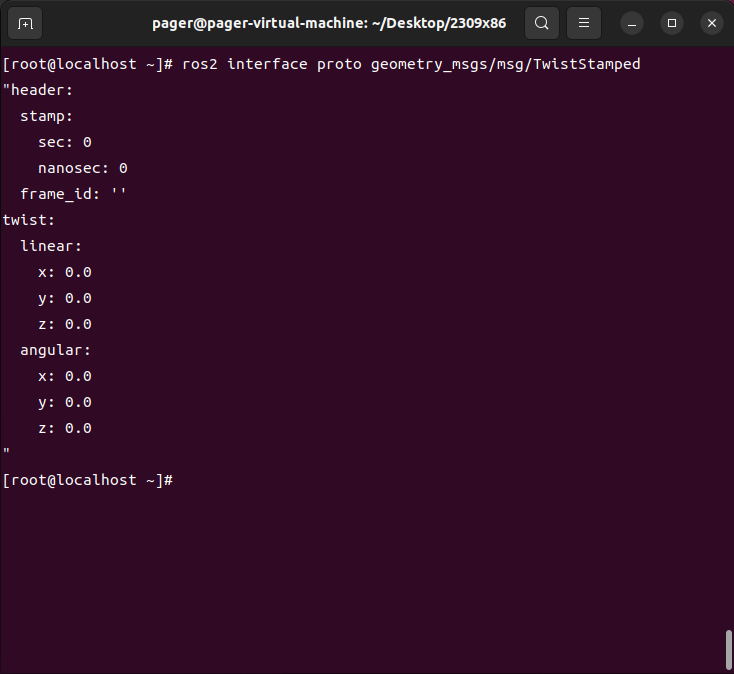 pager@pager-virtual-machine: ~/Desktop/2309x86
[root@localhost ~]# ros2 interface proto geometry_msgs/msg/TwistStamped
"header:
  stamp:
    sec: 0
    nanosec: 0
  frame_id: ''
twist:
  linear:
    x: 0.0
    y: 0.0
    z: 0.0
  angular:
    x: 0.0
    y: 0.0
    z: 0.0
"
[root@localhost ~]#